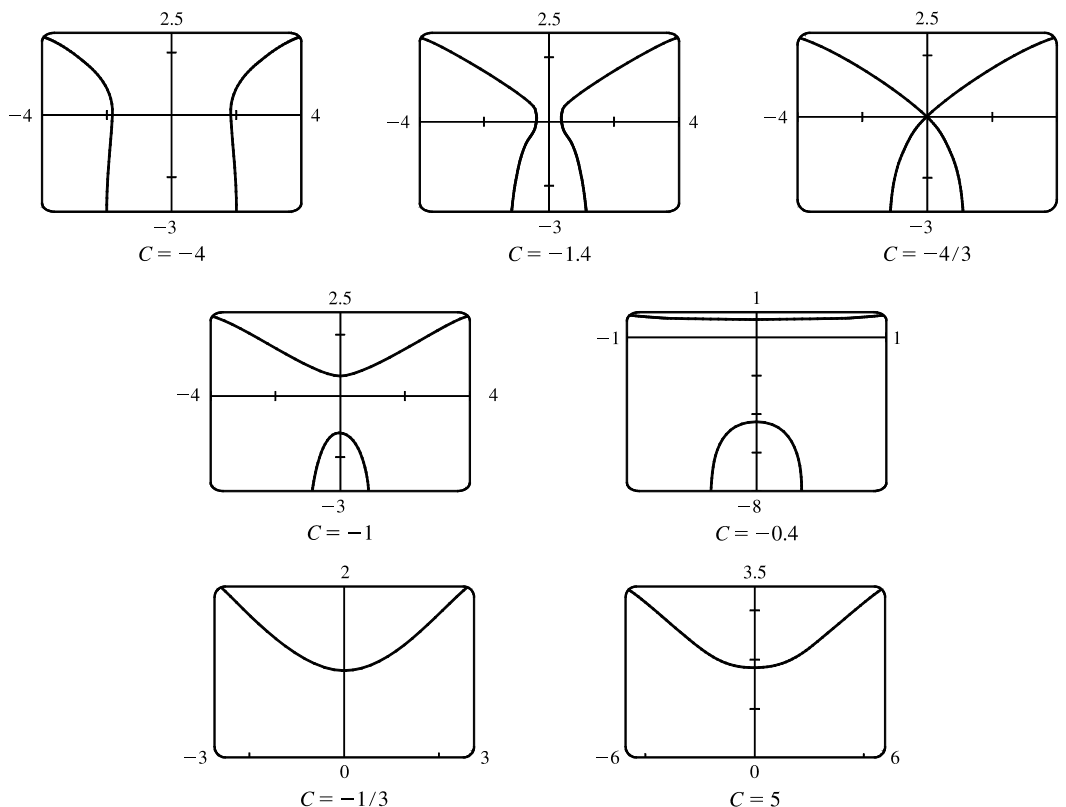 2.5 2.5 2.5
−4 4 −4 4 −4 4
−3 −3 −3
C = −4 C = −1.4 C = −4/3
2.5 1
−4 4 −1 1
−3 −8
C = −1 C = −0.4
2 3.5
−3 3 −6 6
0 0
C = −1/3 C = 5